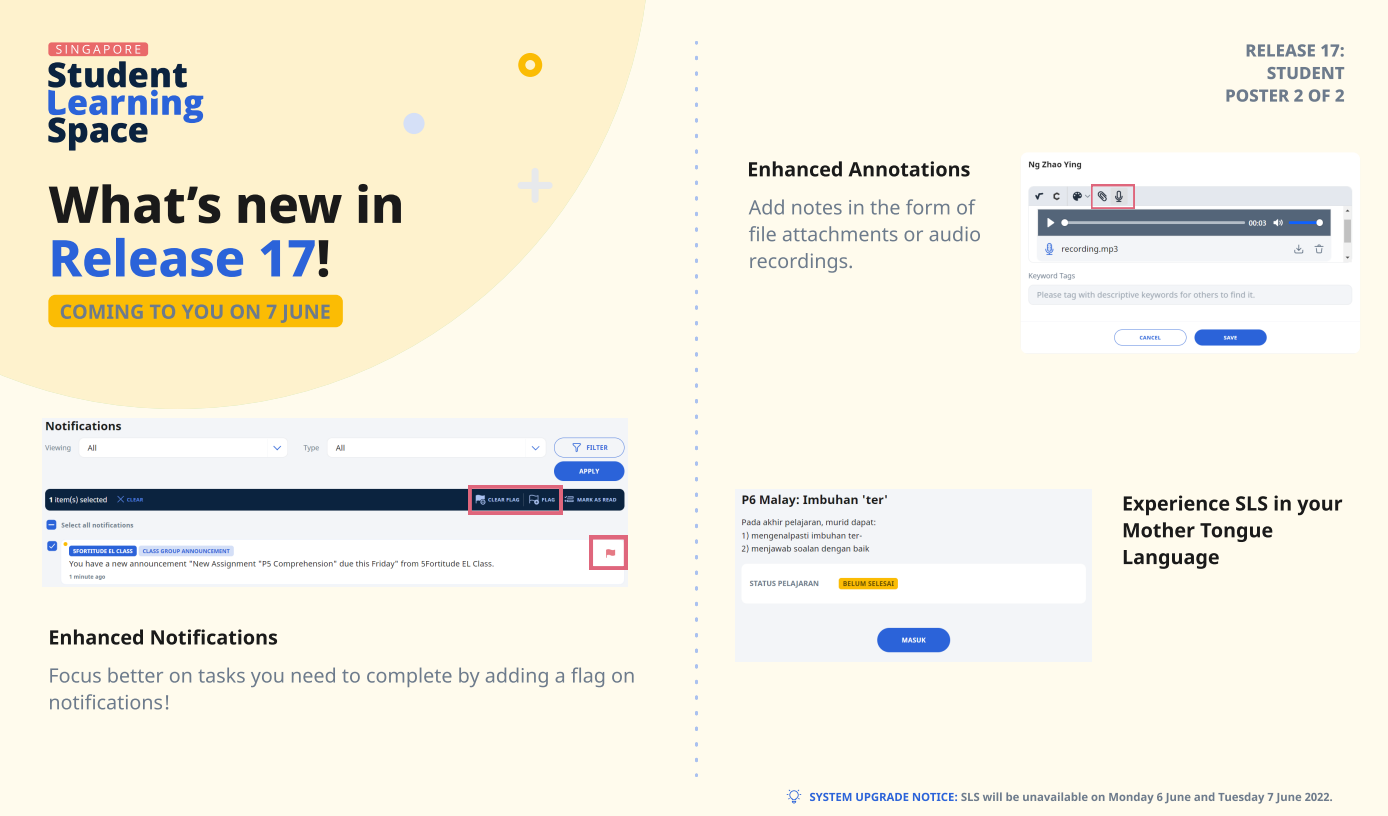 SINGAPORE
Student
Learning
Space
What's new in
Release 17!
COMING TO YOU ON 7 JUNE
Notifications
Viewing All Type All FILTER
APPLY
1 item(s) selected CLEAR CLEAR FLAG FLAG MARK AS READ
Select all notifications
5FORTITUDE EL CLASS CLASS GROUP ANNOUNCEMENT
You have a new announcement "New Assignment "P5 Comprehension" due this Friday" from 5Fortitude EL Class.
1 minute ago
Enhanced Notifications
Focus better on tasks you need to complete by adding a flag on
notifications!
RELEASE 17:
STUDENT
POSTER 2 OF 2
Enhanced Annotations
Add notes in the form of
file attachments or audio
recordings.
Ng Zhao Ying
00:03
recording.mp3
Keyword Tags
Please tag with descriptive keywords for others to find it.
CANCEL SAVE
P6 Malay: Imbuhan 'ter'
Pada akhir pelajaran, murid dapat:
1) mengenalpasti imbuhan ter-
2) menjawab soalan dengan baik
STATUS PELAJARAN BELUM SELESAI
MASUK
Experience SLS in your
Mother Tongue
Language
SYSTEM UPGRADE NOTICE: SLS will be unavailable on Monday 6 June and Tuesday 7 June 2022.